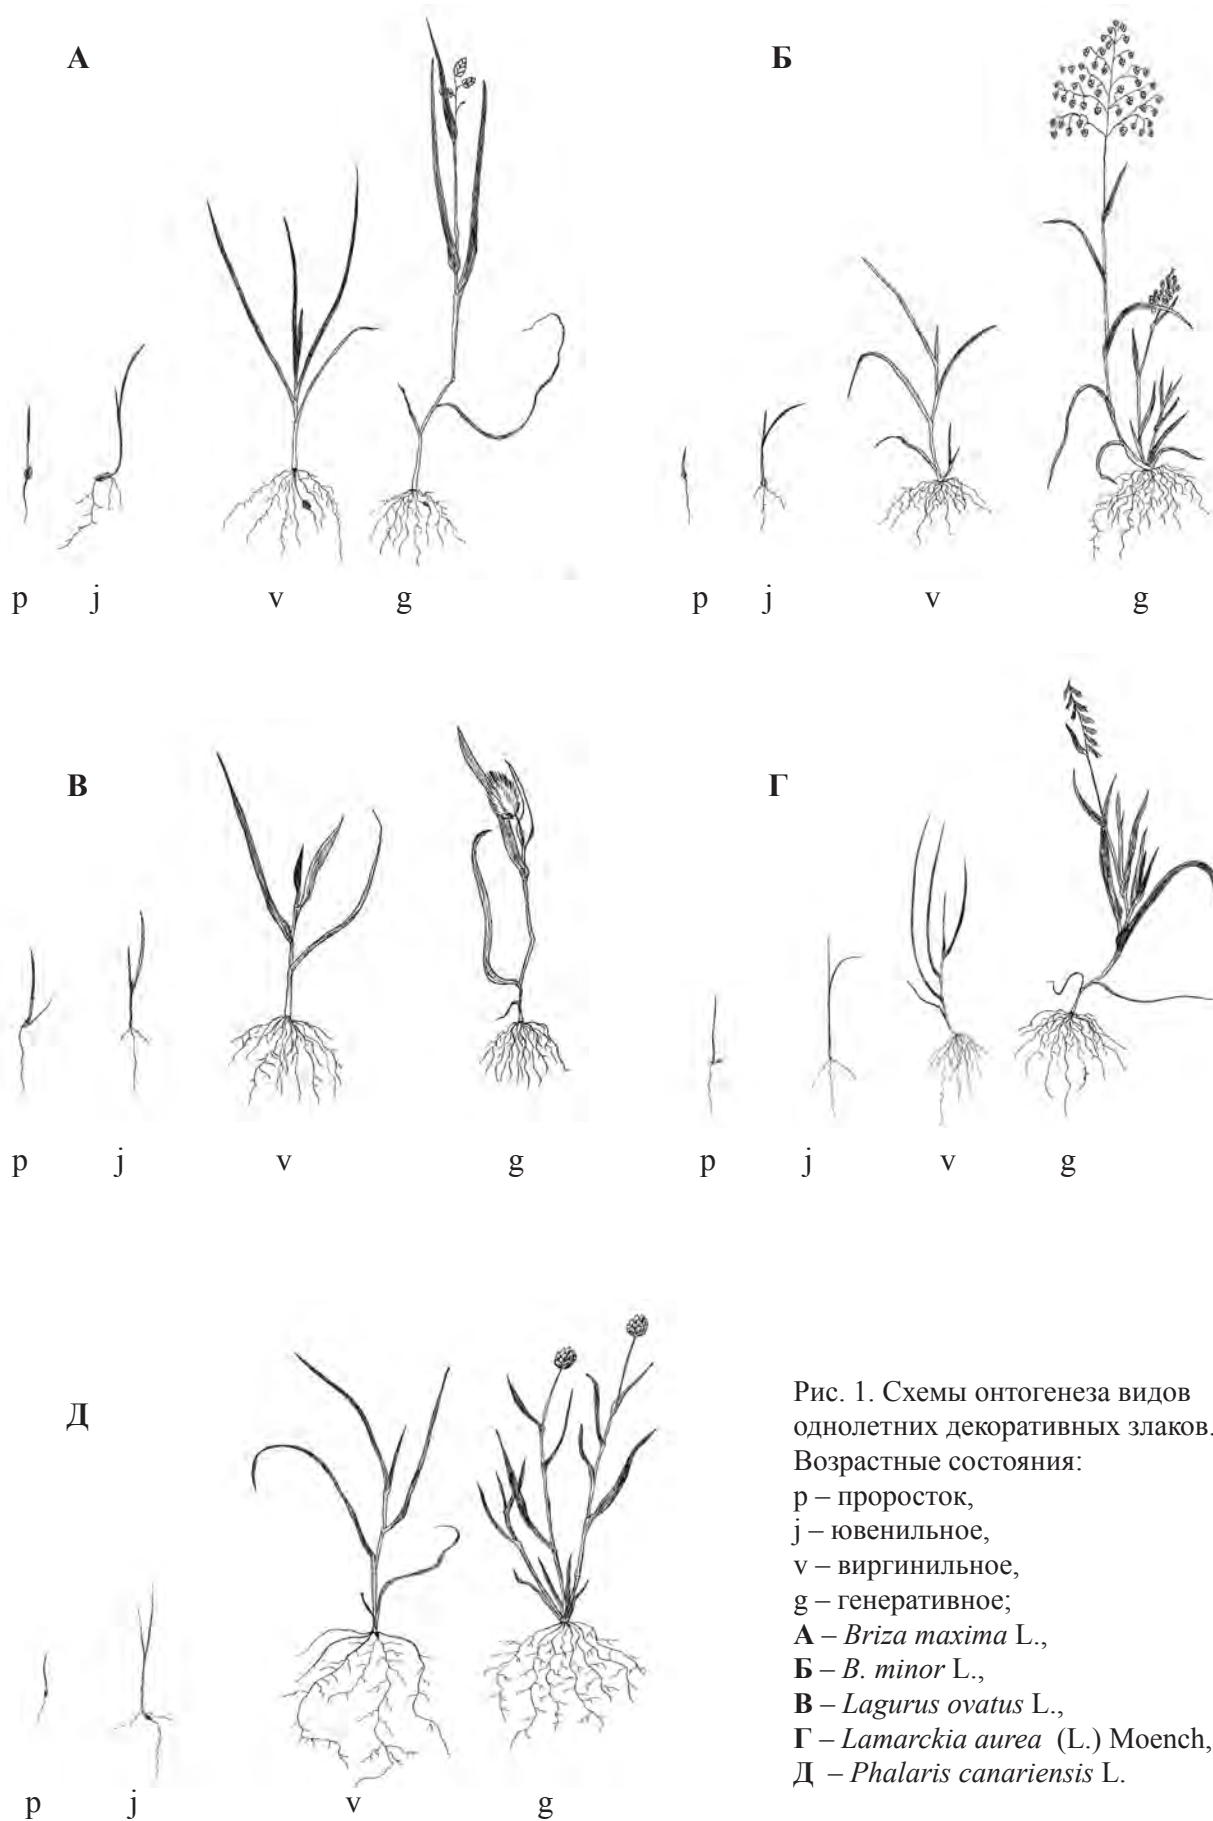 А
Б
p j v g
p j v g
В
Г
p j v g
p j v g
Д
p j v g
Рис. 1. Схемы онтогенеза видов
однолетних декоративных злаков.
Возрастные состояния:
p – проросток,
j – ювенильное,
v – виргинильное,
g – генеративное;
А – Briza maxima L.,
Б – B. minor L.,
В – Lagurus ovatus L.,
Г – Lamarckia aurea (L.) Moench,
Д – Phalaris canariensis L.